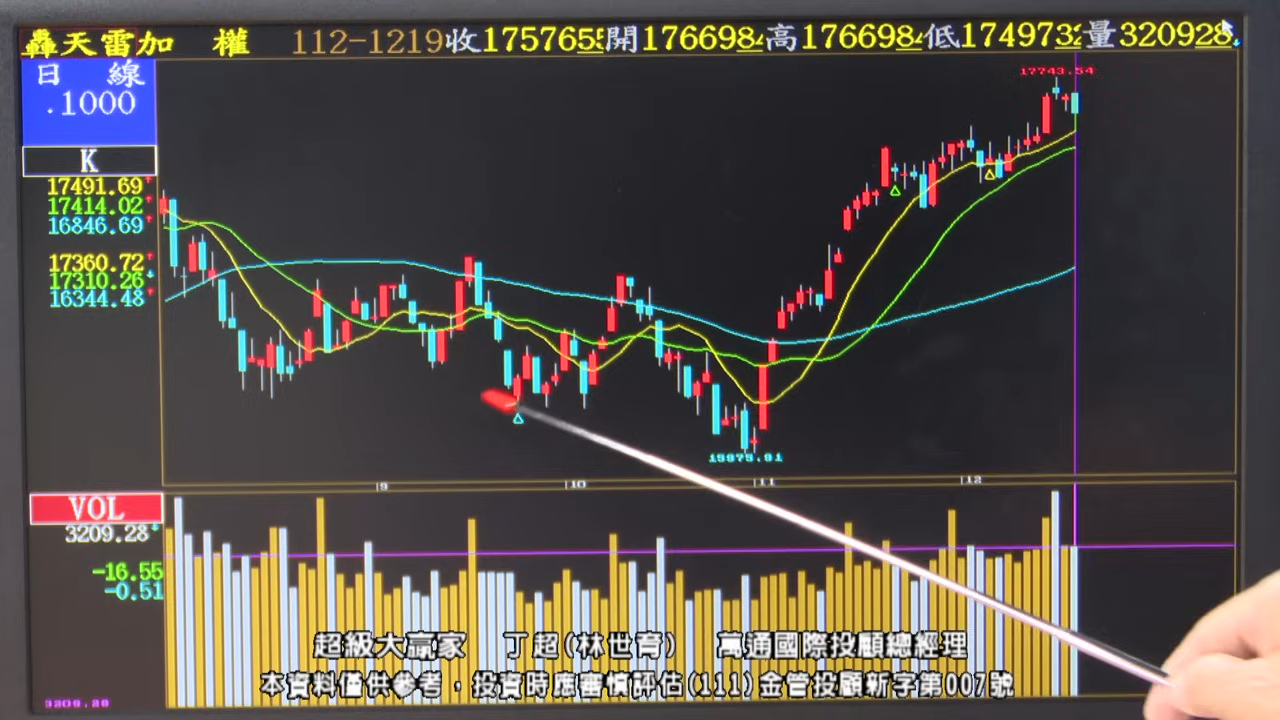 轟天雷加 權 112-1219收1757655開1766984高1766984低1749732量320928
日 線
.1000
K
17491.69
17414.02
16846.69
17360.72
17310.26
16344.48
17743.54
15975.91
9 10 11 12
VOL
3209.28
-16.55
-0.51
超級大贏家 丁超(林世育) 萬通國際投顧總經理
本資料僅供參考，投資時應審慎評估(111)金管投顧新字第007號
3209.28